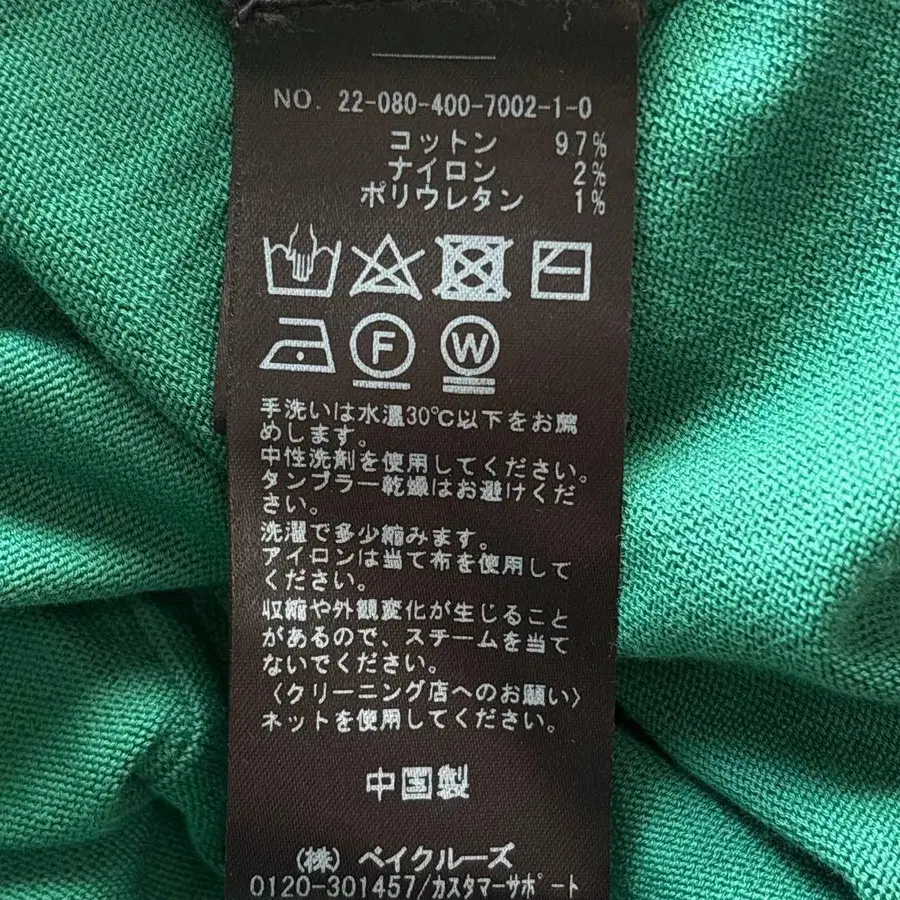 NO. 22-080-400-7002-1-0
コットン 97%
ナイロン 2%
ポリウレタン 1%
F
W
手洗いは水温30℃以下をお薦
めします。
中性洗剤を使用してください。
タンブラー乾燥はお避けくだ
さい。
洗濯で多少縮みます。
アイロンは当て布を使用して
ください。
収縮や外観変化が生じること
があるので、スチームを当て
ないでください。
〈クリーニング店へのお願い〉
ネットを使用してください。
中国製
(株) ベイクルーズ
0120-301457/カスタマーサポート